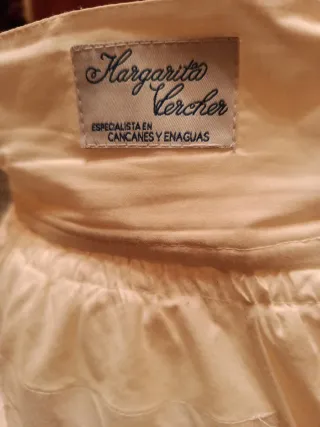 Margarita
Vercher
ESPECIALISTA EN
CANCANES Y ENAGUAS